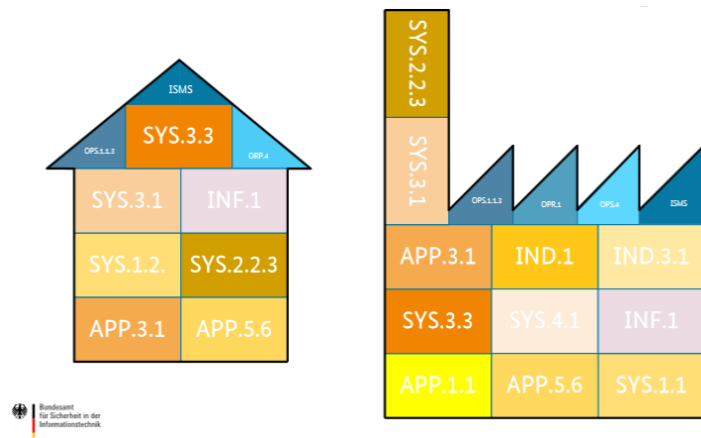 ISMS
SYS.3.3
OPS.1.1.3
ORP.4
SYS.3.1
INF.1
SYS.1.2.
SYS.2.2.3
APP.3.1
APP.5.6
SYS.2.2.3
SYS.3.1
OPS.1.1.3
OPR.1
OPS.4
ISMS
APP.3.1
IND.1
IND.3.1
SYS.3.3
SYS.4.1
INF.1
APP.1.1
APP.5.6
SYS.1.1
Bundesamt
für Sicherheit in der
Informationstechnik